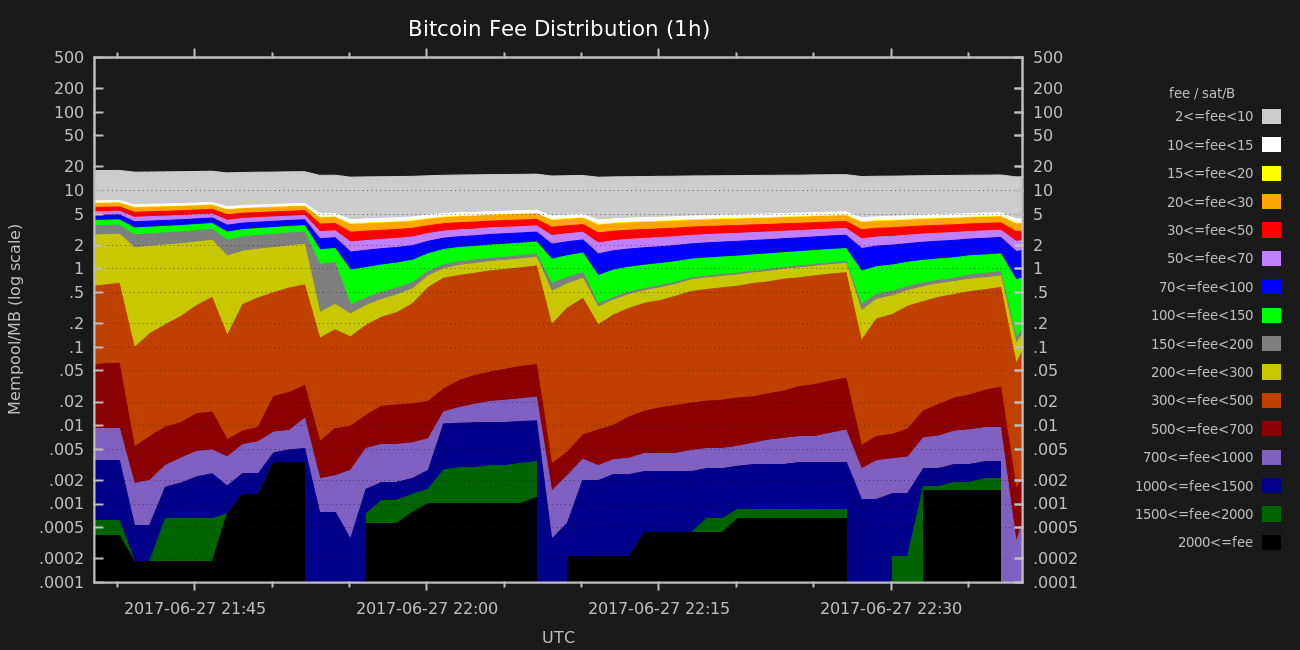 Bitcoin Fee Distribution (1h)
500 500
200 200
100 100
50 50
20 20
10 10
5 5
2 2
1 1
.5 .5
.2 .2
.1 .1
.05 .05
.02 .02
.01 .01
.005 .005
.002 .002
.001 .001
.0005 .0005
.0002 .0002
.0001 .0001
Mempool/MB (log scale)
2017-06-27 21:45 2017-06-27 22:00 2017-06-27 22:15 2017-06-27 22:30
UTC
fee / sat/B
2<=fee<10
10<=fee<15
15<=fee<20
20<=fee<30
30<=fee<50
50<=fee<70
70<=fee<100
100<=fee<150
150<=fee<200
200<=fee<300
300<=fee<500
500<=fee<700
700<=fee<1000
1000<=fee<1500
1500<=fee<2000
2000<=fee